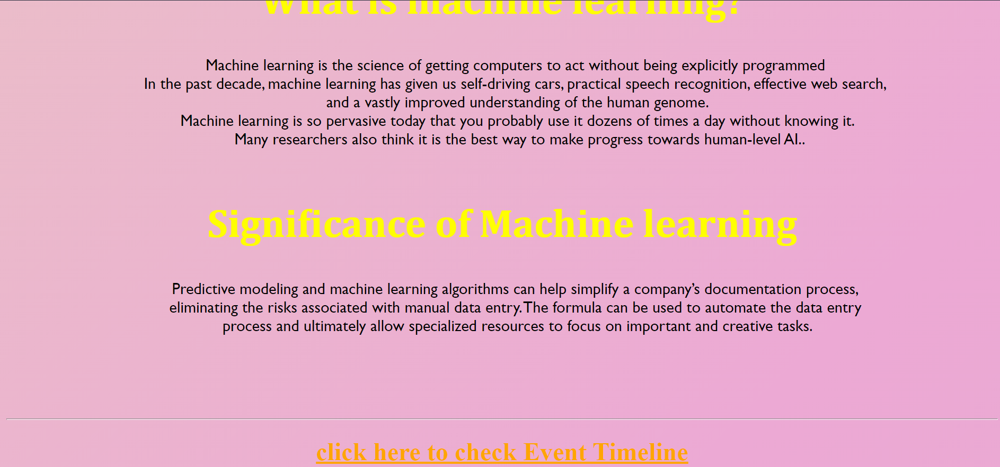 What is machine learning?
Machine learning is the science of getting computers to act without being explicitly programmed
In the past decade, machine learning has given us self-driving cars, practical speech recognition, effective web search,
and a vastly improved understanding of the human genome.
Machine learning is so pervasive today that you probably use it dozens of times a day without knowing it.
Many researchers also think it is the best way to make progress towards human-level AI..
Significance of Machine learning
Predictive modeling and machine learning algorithms can help simplify a company’s documentation process,
eliminating the risks associated with manual data entry. The formula can be used to automate the data entry
process and ultimately allow specialized resources to focus on important and creative tasks.
click here to check Event Timeline